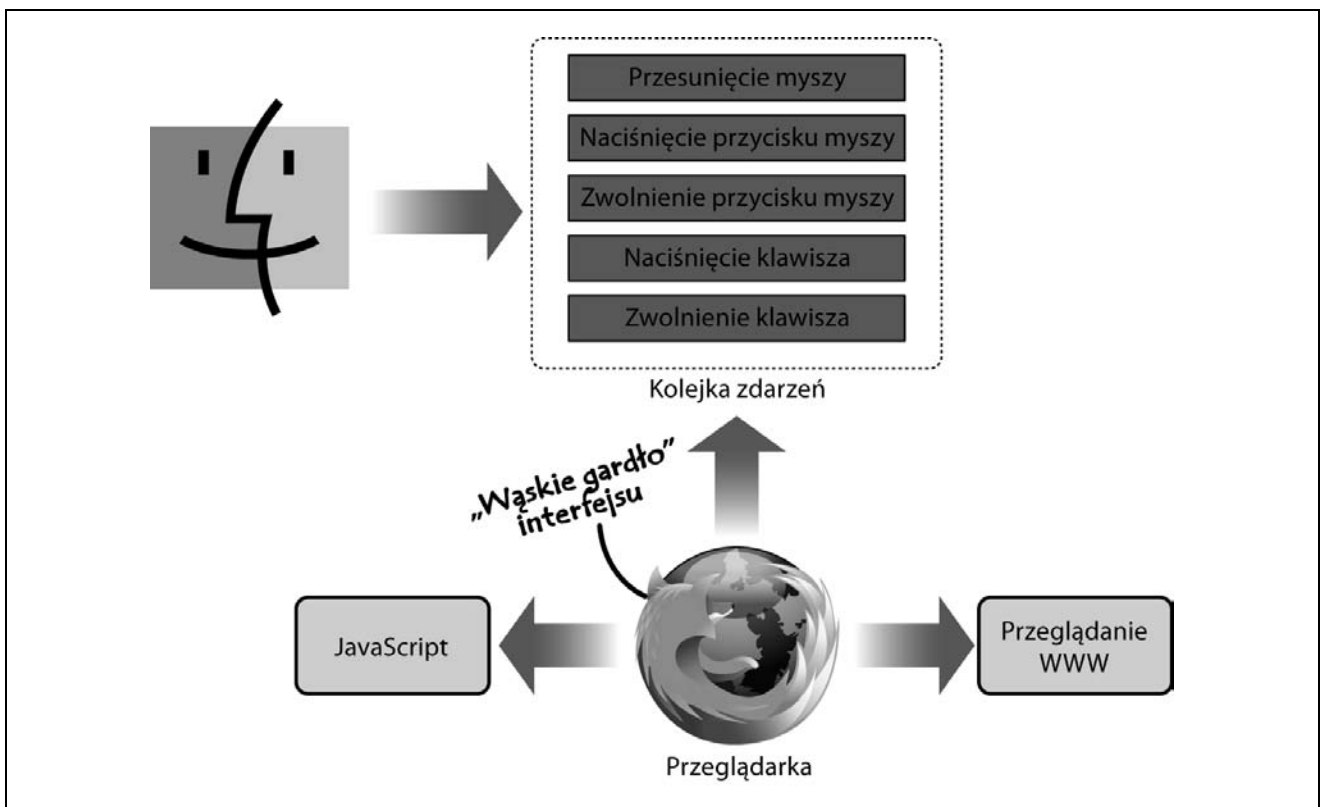 Przesunięcie myszy
Naciśnięcie przycisku myszy
Zwolnienie przycisku myszy
Naciśnięcie klawisza
Zwolnienie klawisza
Kolejka zdarzeń
„Wąskie gardło”
interfejsu
JavaScript
Przeglądanie
WWW
Przeglądarka